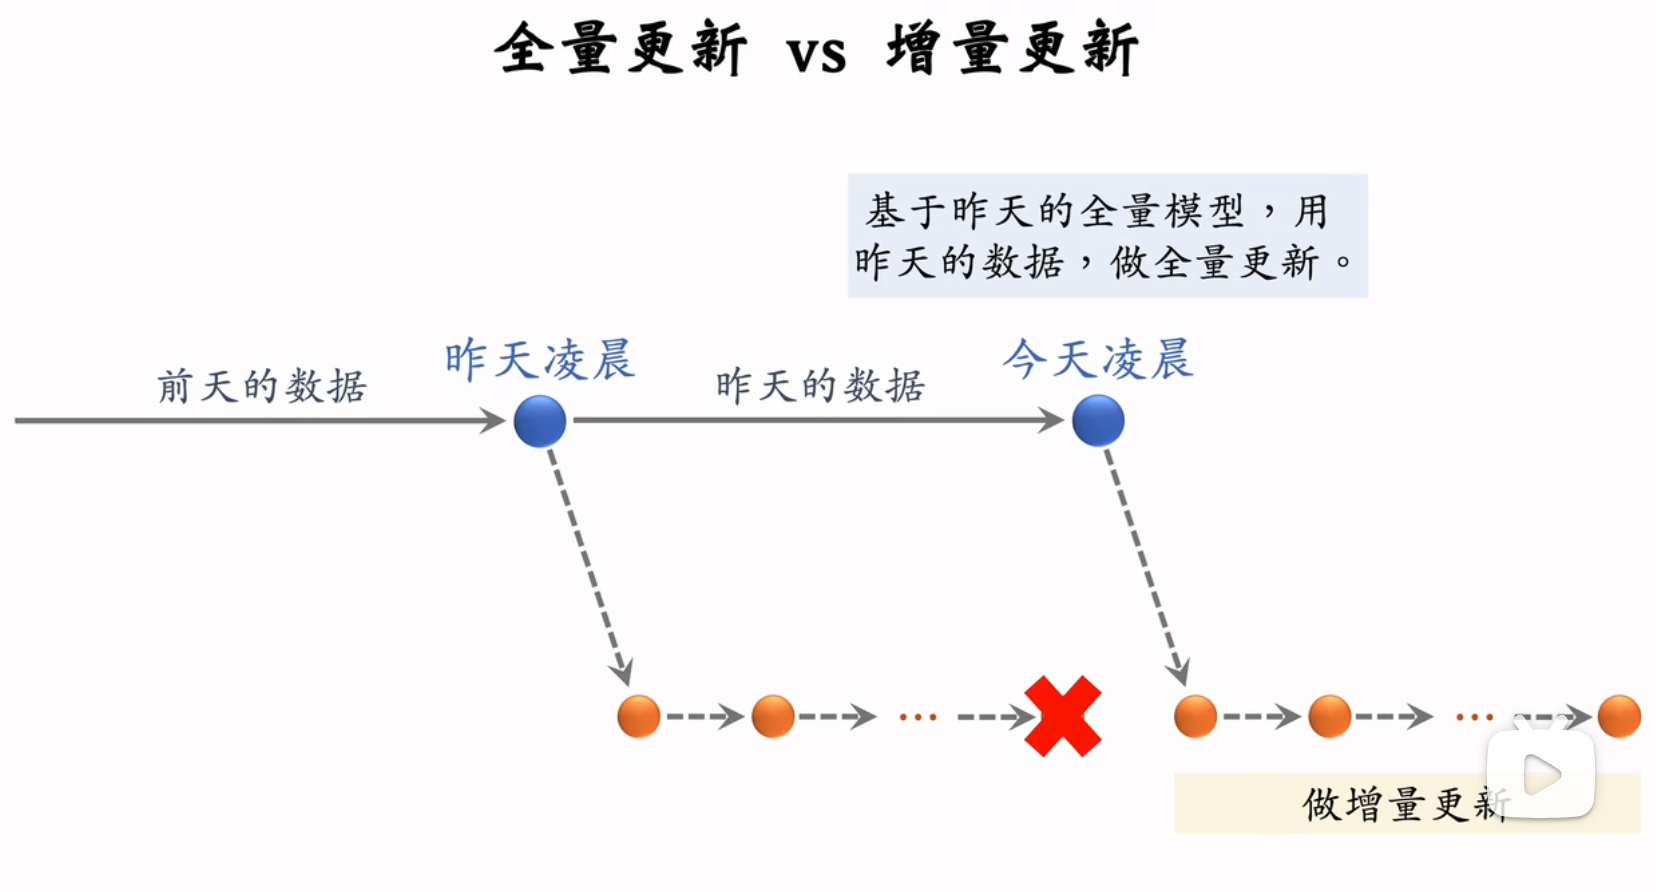 全量更新 vs 增量更新
基于昨天的全量模型，用
昨天的数据，做全量更新。
前天的数据
昨天凌晨
昨天的数据
今天凌晨
...
...
做增量更新